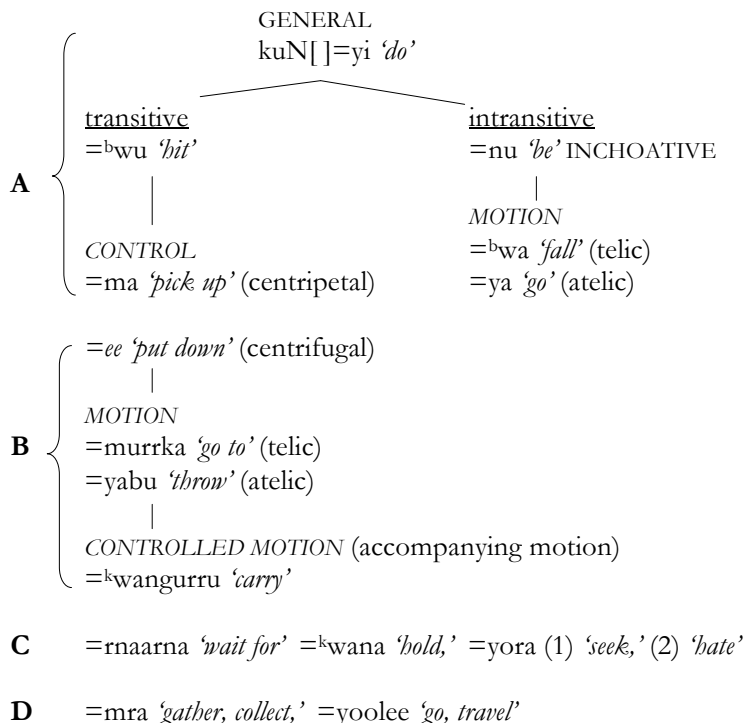 GENERAL
kuN[ ]=yi ‘do’
transitive intransitive
=ᵇwu ‘hit’ =nu ‘be’ INCHOATIVE
A
MOTION
CONTROL =ᵇwa ‘fall’ (telic)
=ma ‘pick up’ (centripetal) =ya ‘go’ (atelic)
=ee ‘put down’ (centrifugal)
MOTION
B =murrka ‘go to’ (telic)
=yabu ‘throw’ (atelic)
CONTROLLED MOTION (accompanying motion)
=ᵏwangurru ‘carry’
C =rnaarna ‘wait for’ =ᵏwana ‘hold,’ =yora (1) ‘seek,’ (2) ‘hate’
D =mra ‘gather, collect,’ =yoolee ‘go, travel’